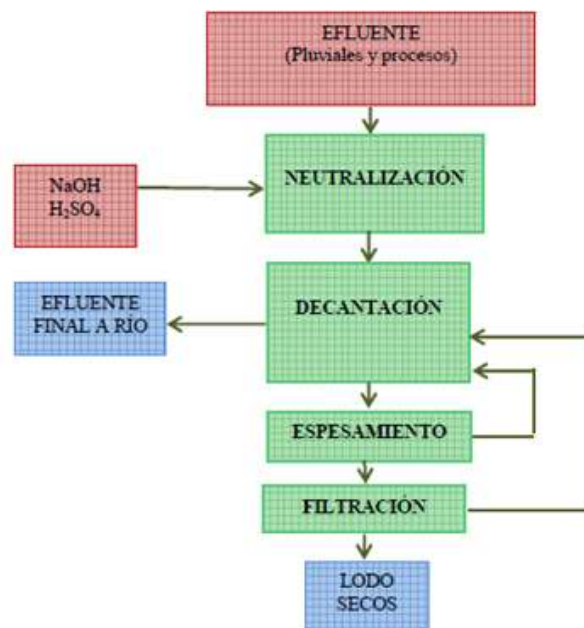 EFLUENTE
(Pluviales y procesos)
NEUTRALIZACIÓN
NaOH
H₂SO₄
DECANTACIÓN
EFLUENTE
FINAL A RÍO
ESPESAMIENTO
FILTRACIÓN
LODO
SECOS